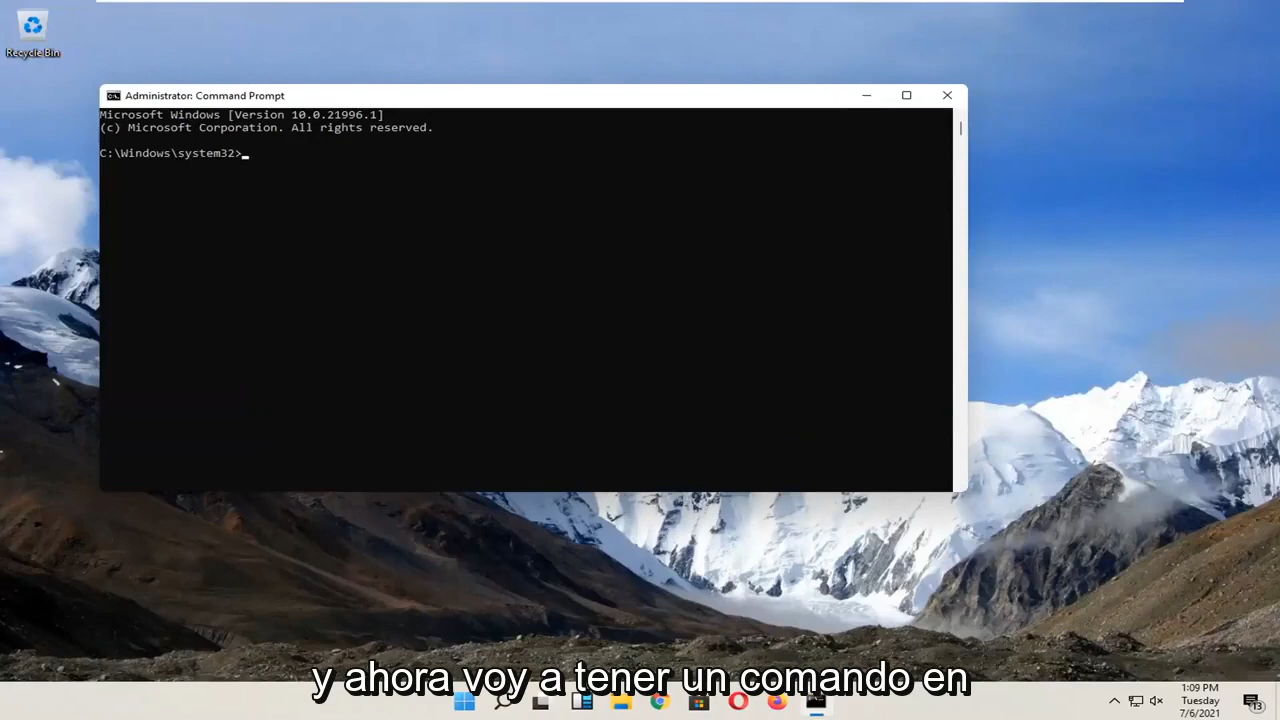 Recycle Bin
Administrator: Command Prompt
Microsoft Windows [Version 10.0.21996.1]
(c) Microsoft Corporation. All rights reserved.
C:\Windows\system32>
y ahora voy a tener un comando en
1:09 PM
Tuesday
7/6/2021
13